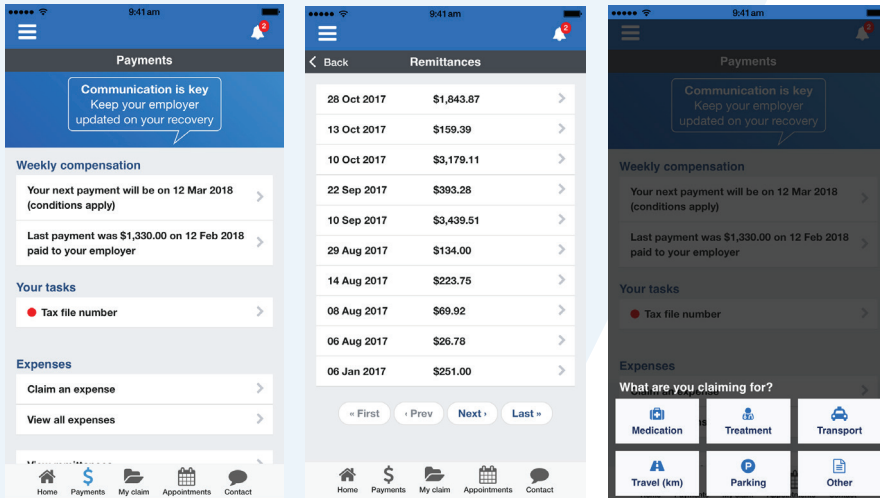 9:41 am
2
Payments
Communication is key
Keep your employer
updated on your recovery
Weekly compensation
Your next payment will be on 12 Mar 2018
(conditions apply)
Last payment was $1,330.00 on 12 Feb 2018
paid to your employer
Your tasks
Tax file number
Expenses
Claim an expense
View all expenses
Home Payments My claim Appointments Contact
9:41 am
2
Back Remittances
28 Oct 2017 $1,843.87
13 Oct 2017 $159.39
10 Oct 2017 $3,179.11
22 Sep 2017 $393.28
10 Sep 2017 $3,439.51
29 Aug 2017 $134.00
14 Aug 2017 $223.75
08 Aug 2017 $69.92
06 Aug 2017 $26.78
06 Jan 2017 $251.00
« First ‹ Prev Next › Last »
Home Payments My claim Appointments Contact
9:41 am
2
Payments
Communication is key
Keep your employer
updated on your recovery
Weekly compensation
Your next payment will be on 12 Mar 2018
(conditions apply)
Last payment was $1,330.00 on 12 Feb 2018
paid to your employer
Your tasks
Tax file number
Expenses
What are you claiming for?
Medication Treatment Transport
P
Travel (km) Parking Other